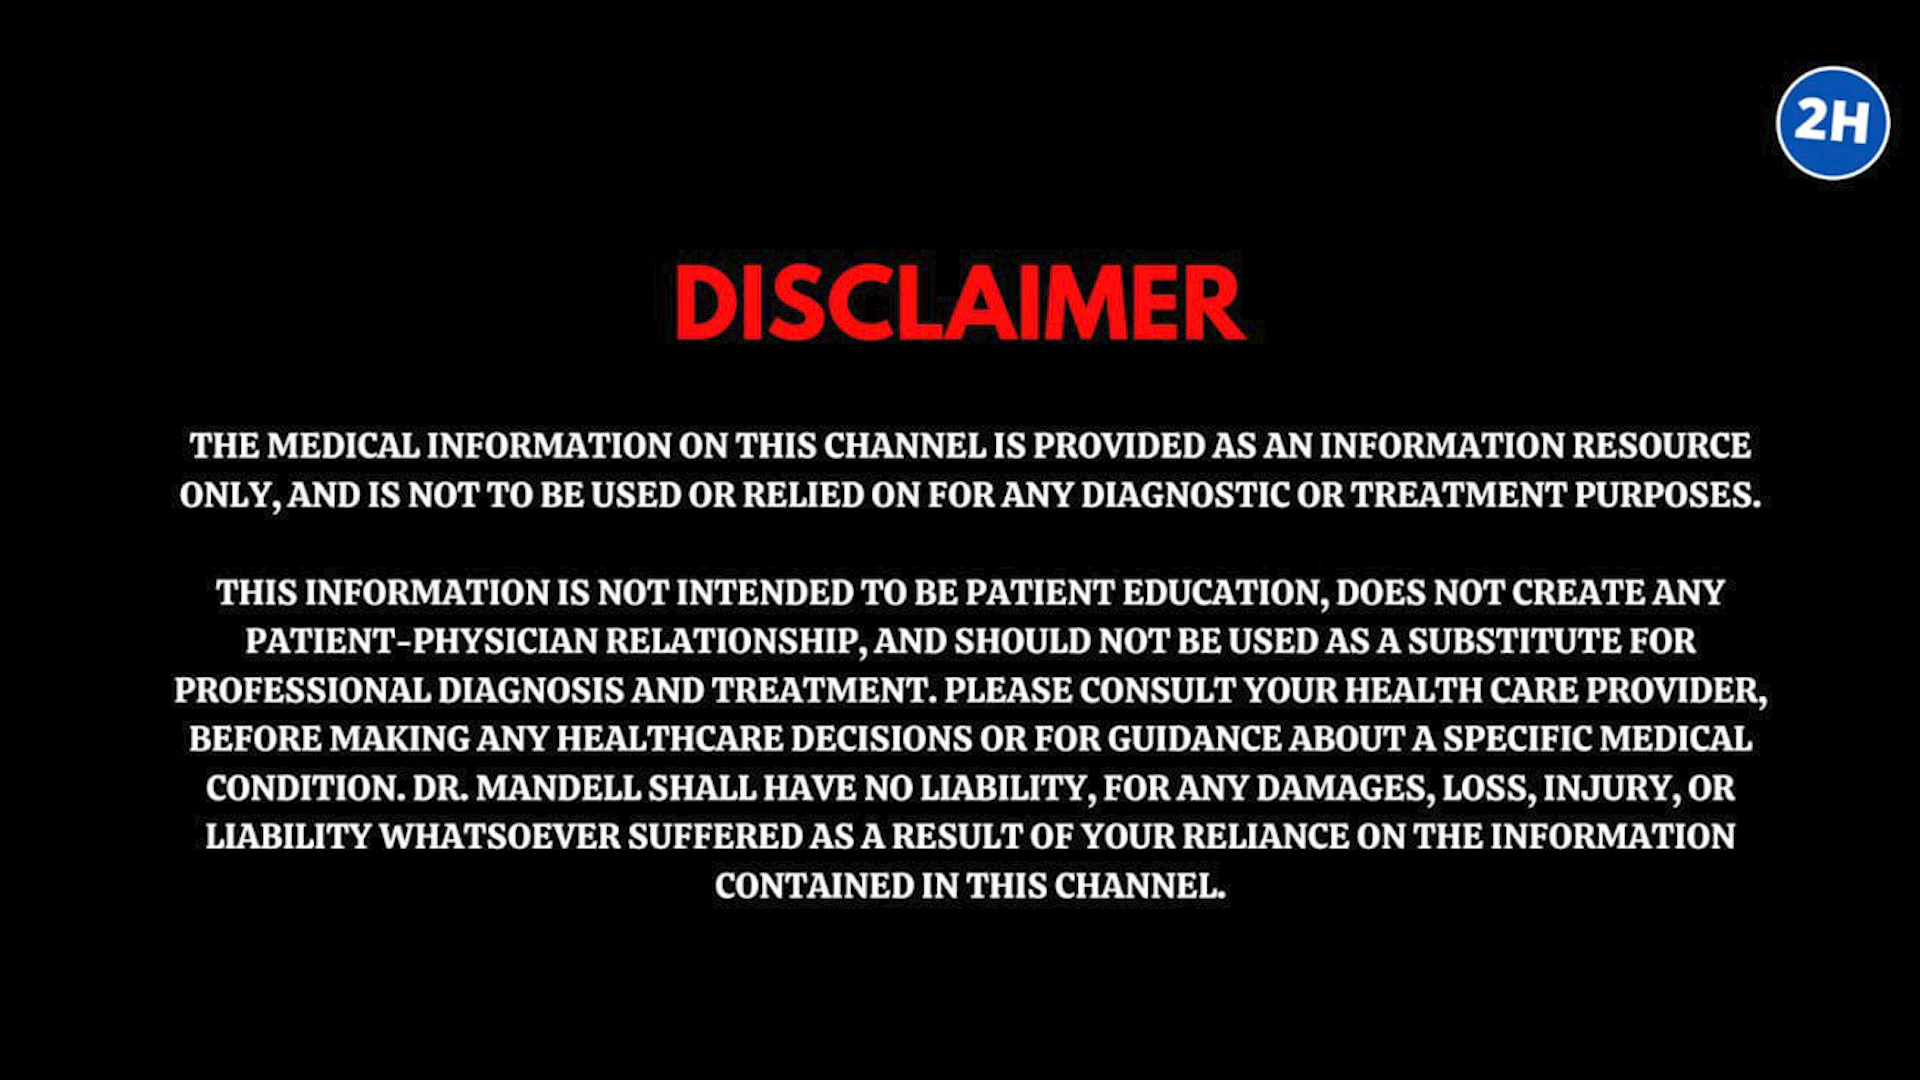 2H
DISCLAIMER
THE MEDICAL INFORMATION ON THIS CHANNEL IS PROVIDED AS AN INFORMATION RESOURCE
ONLY, AND IS NOT TO BE USED OR RELIED ON FOR ANY DIAGNOSTIC OR TREATMENT PURPOSES.
THIS INFORMATION IS NOT INTENDED TO BE PATIENT EDUCATION, DOES NOT CREATE ANY
PATIENT-PHYSICIAN RELATIONSHIP, AND SHOULD NOT BE USED AS A SUBSTITUTE FOR
PROFESSIONAL DIAGNOSIS AND TREATMENT. PLEASE CONSULT YOUR HEALTH CARE PROVIDER,
BEFORE MAKING ANY HEALTHCARE DECISIONS OR FOR GUIDANCE ABOUT A SPECIFIC MEDICAL
CONDITION. DR. MANDELL SHALL HAVE NO LIABILITY, FOR ANY DAMAGES, LOSS, INJURY, OR
LIABILITY WHATSOEVER SUFFERED AS A RESULT OF YOUR RELIANCE ON THE INFORMATION
CONTAINED IN THIS CHANNEL.